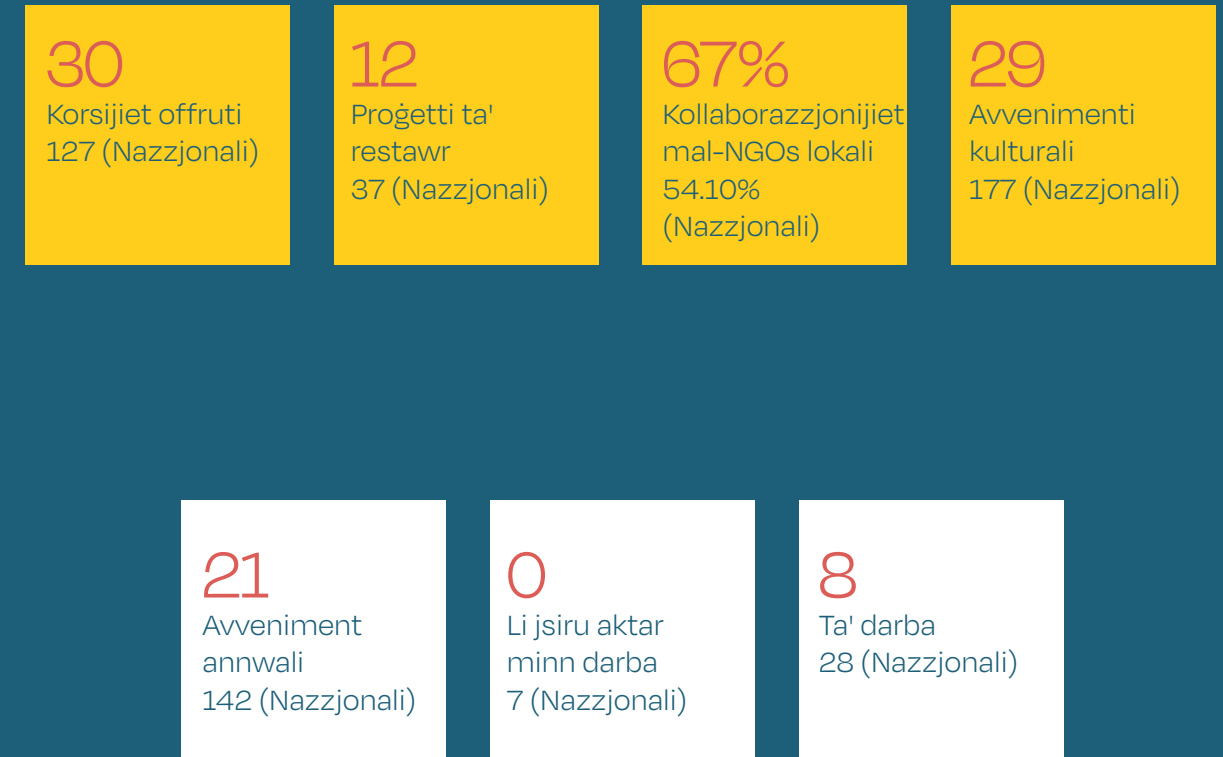 30
Korsijiet offruti
127 (Nazzjonali)
12
Proġetti ta'
restawr
37 (Nazzjonali)
67%
Kollaborazzjonijiet
mal-NGOs lokali
54.10%
(Nazzjonali)
29
Avvenimenti
kulturali
177 (Nazzjonali)
21
Avveniment
annwali
142 (Nazzjonali)
0
Li jsiru aktar
minn darba
7 (Nazzjonali)
8
Ta' darba
28 (Nazzjonali)